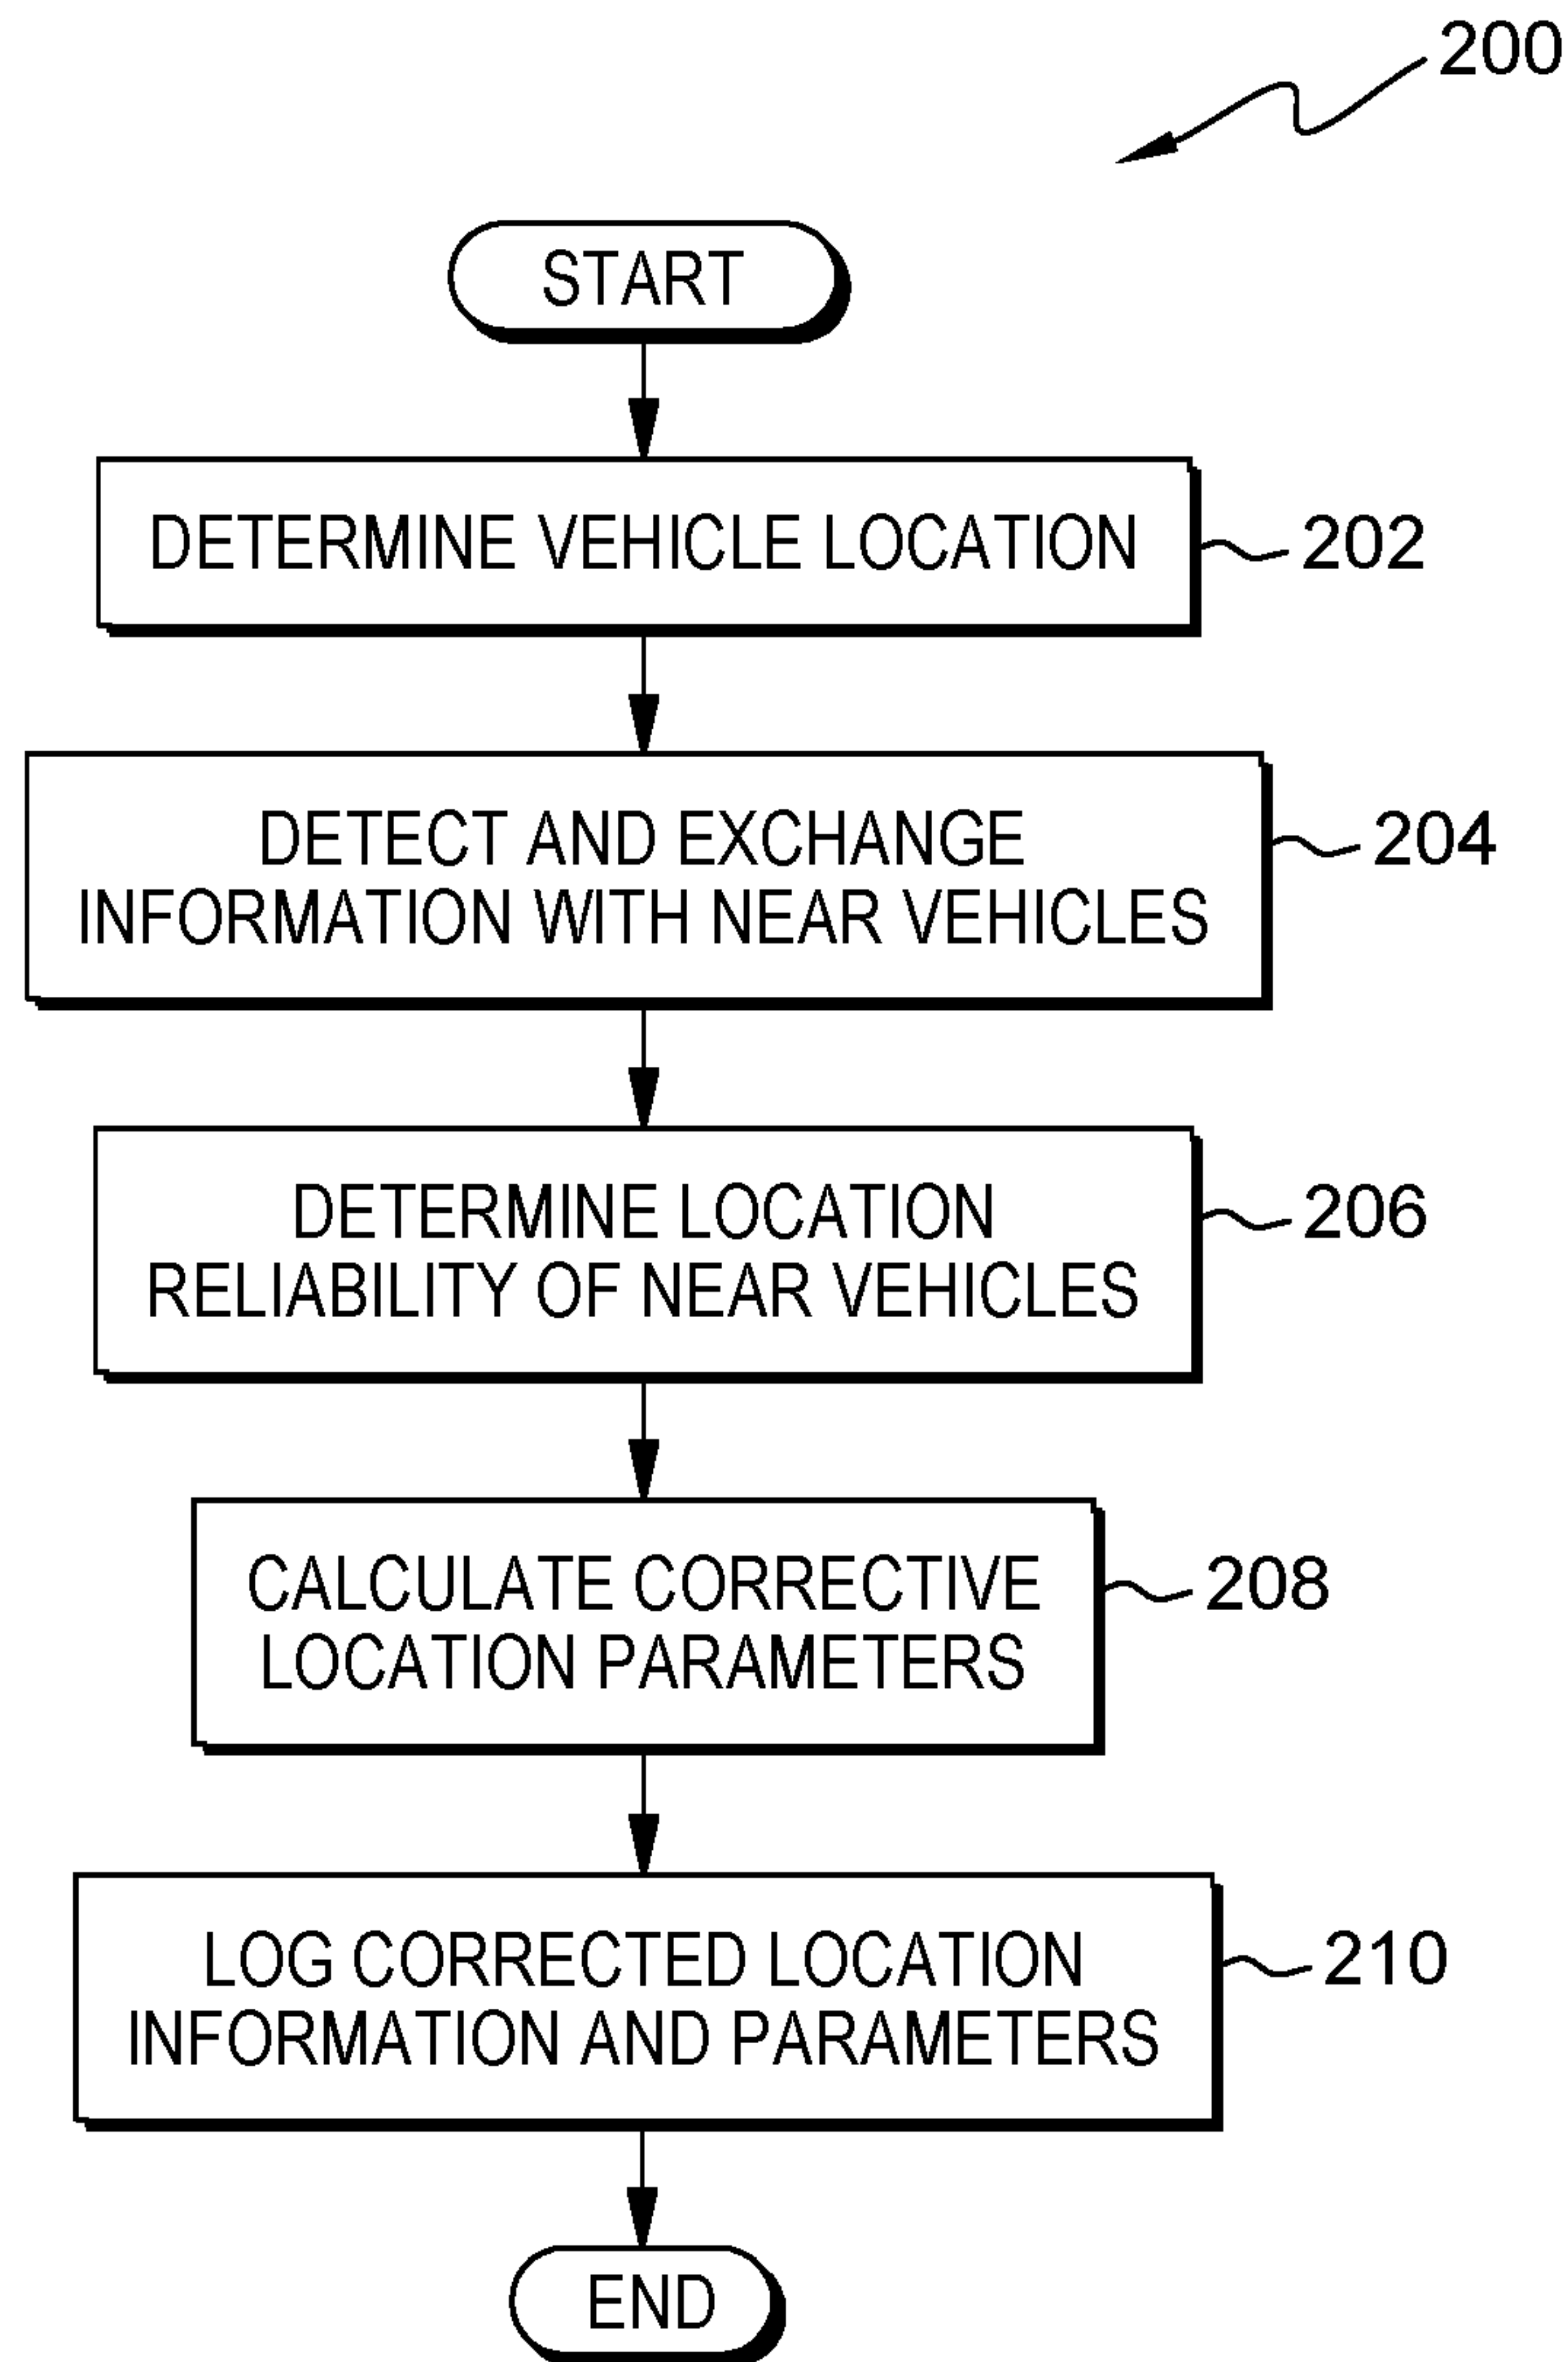 200
START
DETERMINE VEHICLE LOCATION
202
DETECT AND EXCHANGE
INFORMATION WITH NEAR VEHICLES
204
DETERMINE LOCATION
RELIABILITY OF NEAR VEHICLES
206
CALCULATE CORRECTIVE
LOCATION PARAMETERS
208
LOG CORRECTED LOCATION
INFORMATION AND PARAMETERS
210
END